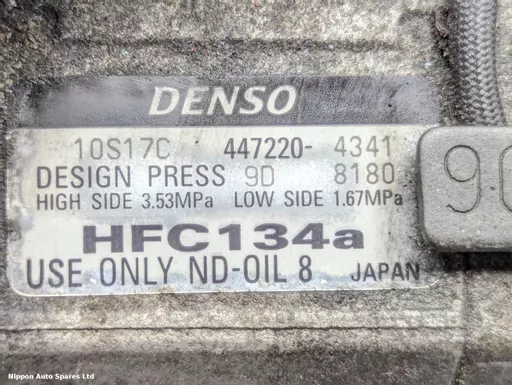 DENSO
10S17C 447220- 4341
DESIGN PRESS 9D 8180
HIGH SIDE 3.53MPa LOW SIDE 1.67MPa
HFC134a
USE ONLY ND-OIL 8 JAPAN
Nippon Auto Spares Ltd